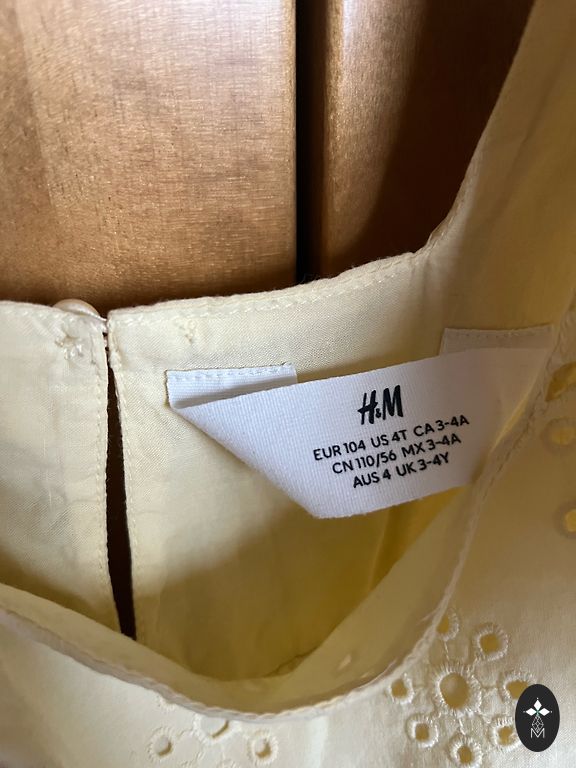 H&M
EUR 104 US 4T CA 3-4A
CN 110/56 MX 3-4A
AUS 4 UK 3-4Y
M